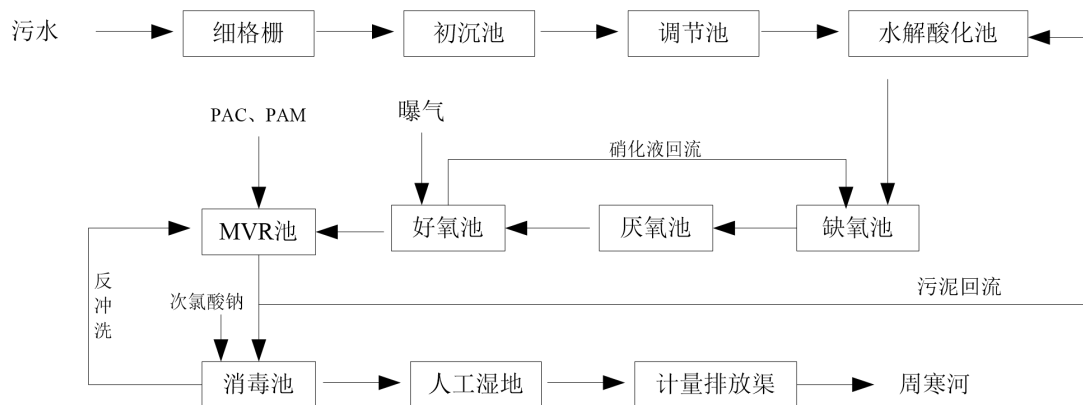 污水
细格栅
初沉池
调节池
水解酸化池
PAC、PAM
曝气
硝化液回流
MVR池
好氧池
厌氧池
缺氧池
反冲洗
次氯酸钠
污泥回流
消毒池
人工湿地
计量排放渠
周寒河